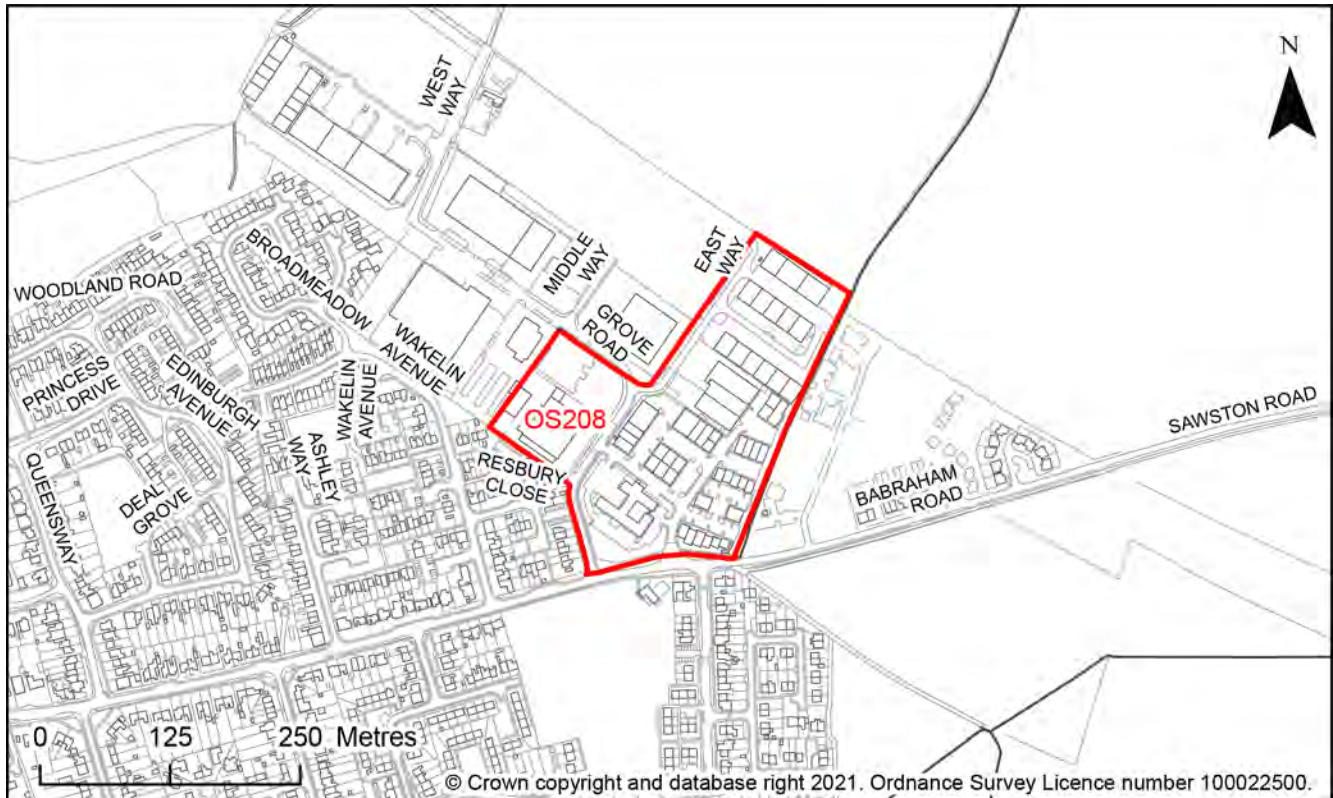 N
WEST
WAY
EAST
WAY
MIDDLE
WAY
BROADMEADOW
WOODLAND ROAD
GROVE
ROAD
WAKELIN
AVENUE
PRINCESS
DRIVE
EDINBURGH
AVENUE
WAKELIN
AVENUE
OS208
SAWSTON ROAD
ASHLEY
WAY
RESBURY
CLOSE
QUEENSWAY
DEAL
GROVE
BABRAHAM
ROAD
0 125 250 Metres
© Crown copyright and database right 2021. Ordnance Survey Licence number 100022500.